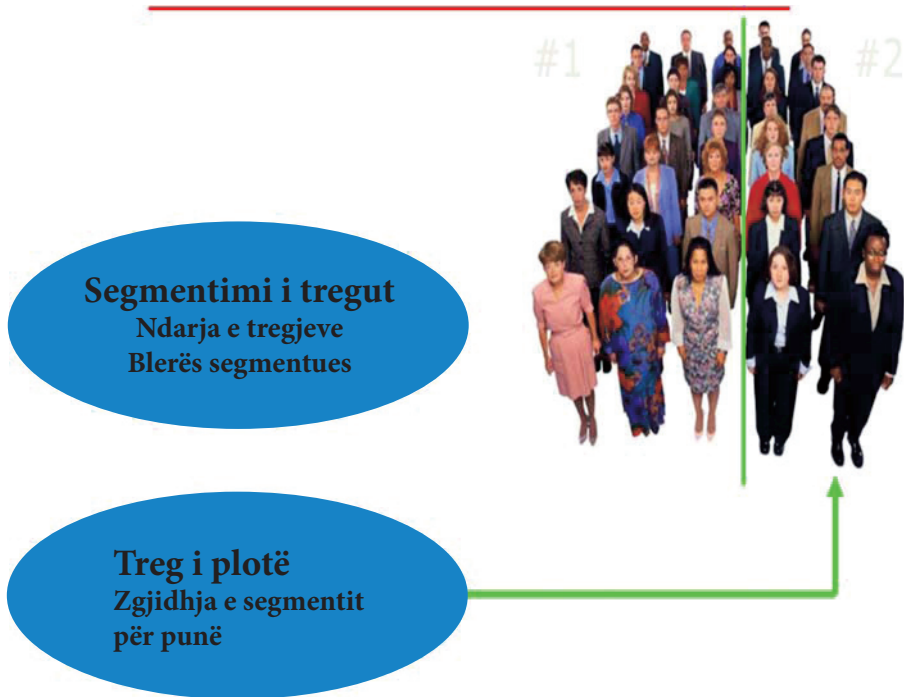 #1
#2
Segmentimi i tregut
Ndarja e tregjeve
Blerës segmentues
Treg i plotë
Zgjidhja e segmentit
për punë